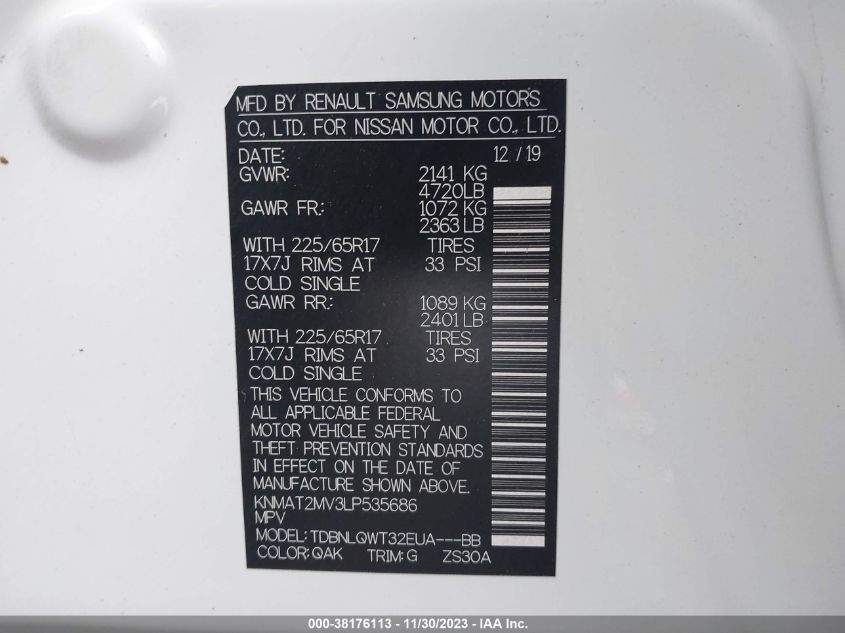 MFD BY RENAULT SAMSUNG MOTORS
CO., LTD. FOR NISSAN MOTOR CO., LTD.
DATE: 12 / 19
GVWR: 2141 KG
4720LB
GAWR FR.: 1072 KG
2363 LB
WITH 225/65R17 TIRES
17X7J RIMS AT 33 PSI
COLD SINGLE
GAWR RR.: 1089 KG
2401 LB
WITH 225/65R17 TIRES
17X7J RIMS AT 33 PSI
COLD SINGLE
THIS VEHICLE CONFORMS TO
ALL APPLICABLE FEDERAL
MOTOR VEHICLE SAFETY AND
THEFT PREVENTION STANDARDS
IN EFFECT ON THE DATE OF
MANUFACTURE SHOWN ABOVE.
KNMAT2MV3LP535686
MPV
MODEL: TDBNLQWT32EUA---BB
COLOR: QAK TRIM: G ZS30A
000-38176113 - 11/30/2023 - IAA Inc.